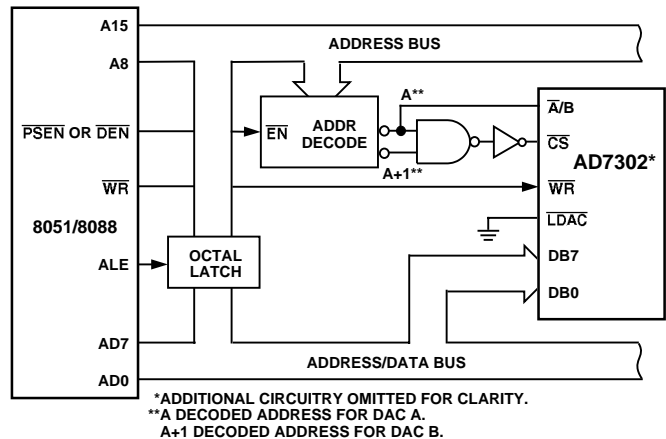 A15
ADDRESS BUS
A8
A**
PSEN OR DEN
EN
ADDR
DECODE
A/B
CS
AD7302*
A+1**
WR
WR
8051/8088
LDAC
ALE
OCTAL
LATCH
DB7
DB0
AD7
ADDRESS/DATA BUS
AD0
*ADDITIONAL CIRCUITRY OMITTED FOR CLARITY.
**A DECODED ADDRESS FOR DAC A.
A+1 DECODED ADDRESS FOR DAC B.